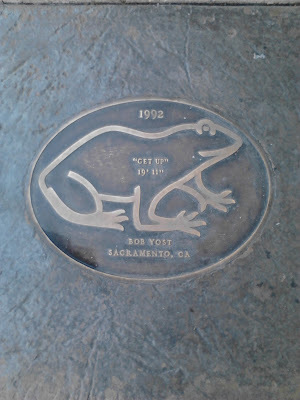 1992
"GET UP"
19' 11"
BOB YOST
SACRAMENTO, CA